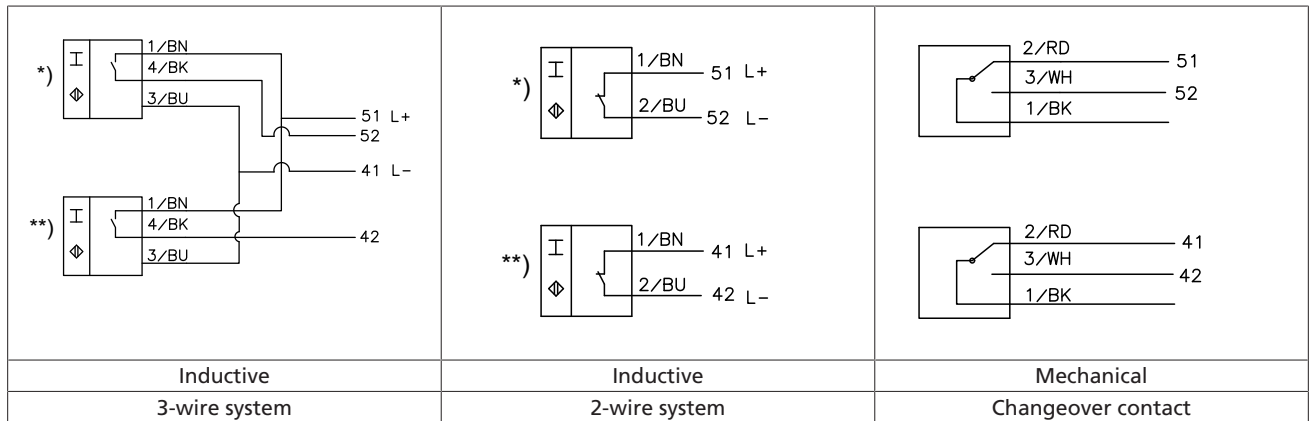 *)
1/BN
4/BK
3/BU
51 L+
52
41 L-
**)
1/BN
4/BK
3/BU
42
*)
1/BN
51 L+
2/BU
52 L-
**)
1/BN
41 L+
2/BU
42 L-
2/RD
51
3/WH
52
1/BK
2/RD
41
3/WH
42
1/BK
Inductive
Inductive
Mechanical
3-wire system
2-wire system
Changeover contact